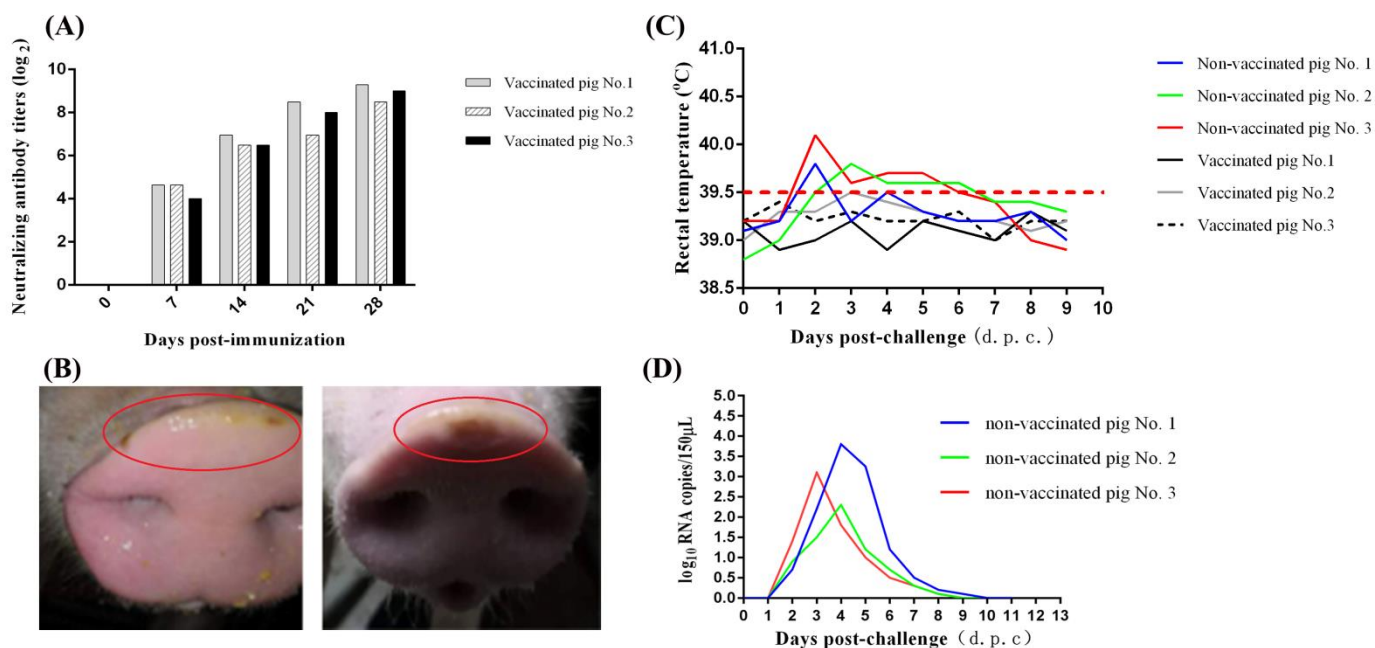 (A)
Neutralizing antibody titers (log 2)
10
8
6
4
2
0
0
7
14
21
28
Days post-immunization
Vaccinated pig No.1
Vaccinated pig No.2
Vaccinated pig No.3
(B)
(C)
Rectal temperature (⁰C)
41.0
40.5
40.0
39.5
39.0
38.5
0 1 2 3 4 5 6 7 8 9 10
Days post-challenge (d. p. c.)
Non-vaccinated pig No. 1
Non-vaccinated pig No. 2
Non-vaccinated pig No. 3
Vaccinated pig No.1
Vaccinated pig No.2
Vaccinated pig No.3
(D)
log10 RNA copies/150μL
5.0
4.5
4.0
3.5
3.0
2.5
2.0
1.5
1.0
0.5
0.0
0 1 2 3 4 5 6 7 8 9 10 11 12 13
Days post-challenge (d. p. c)
non-vaccinated pig No. 1
non-vaccinated pig No. 2
non-vaccinated pig No. 3